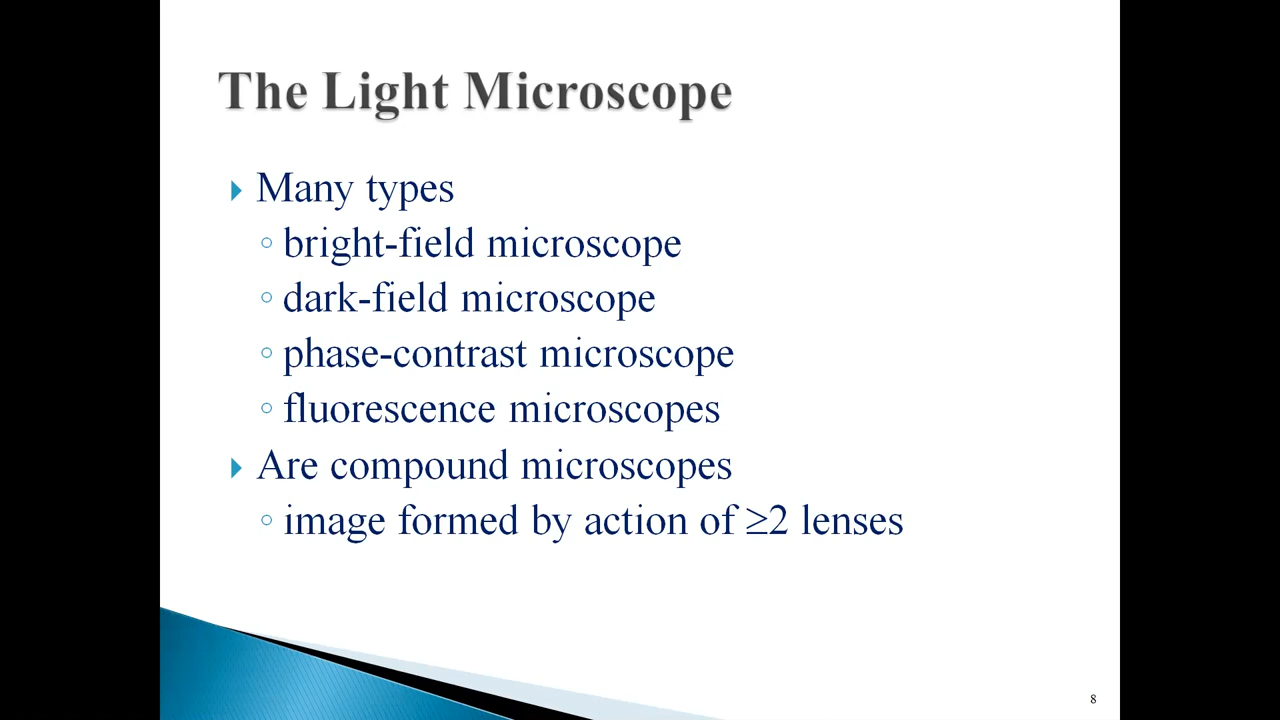 The Light Microscope
Many types
bright-field microscope
dark-field microscope
phase-contrast microscope
fluorescence microscopes
Are compound microscopes
image formed by action of ≥2 lenses
8